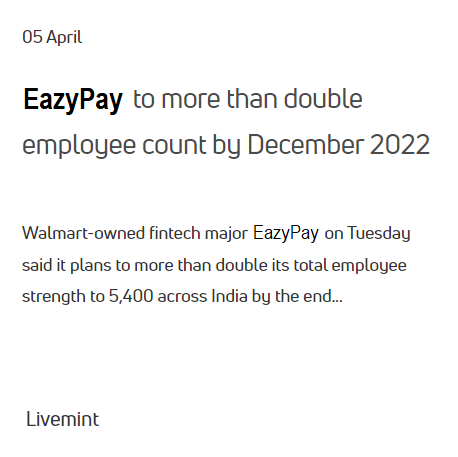 05 April
EazyPay to more than double
employee count by December 2022
Walmart-owned fintech major EazyPay on Tuesday
said it plans to more than double its total employee
strength to 5,400 across India by the end...
Livemint